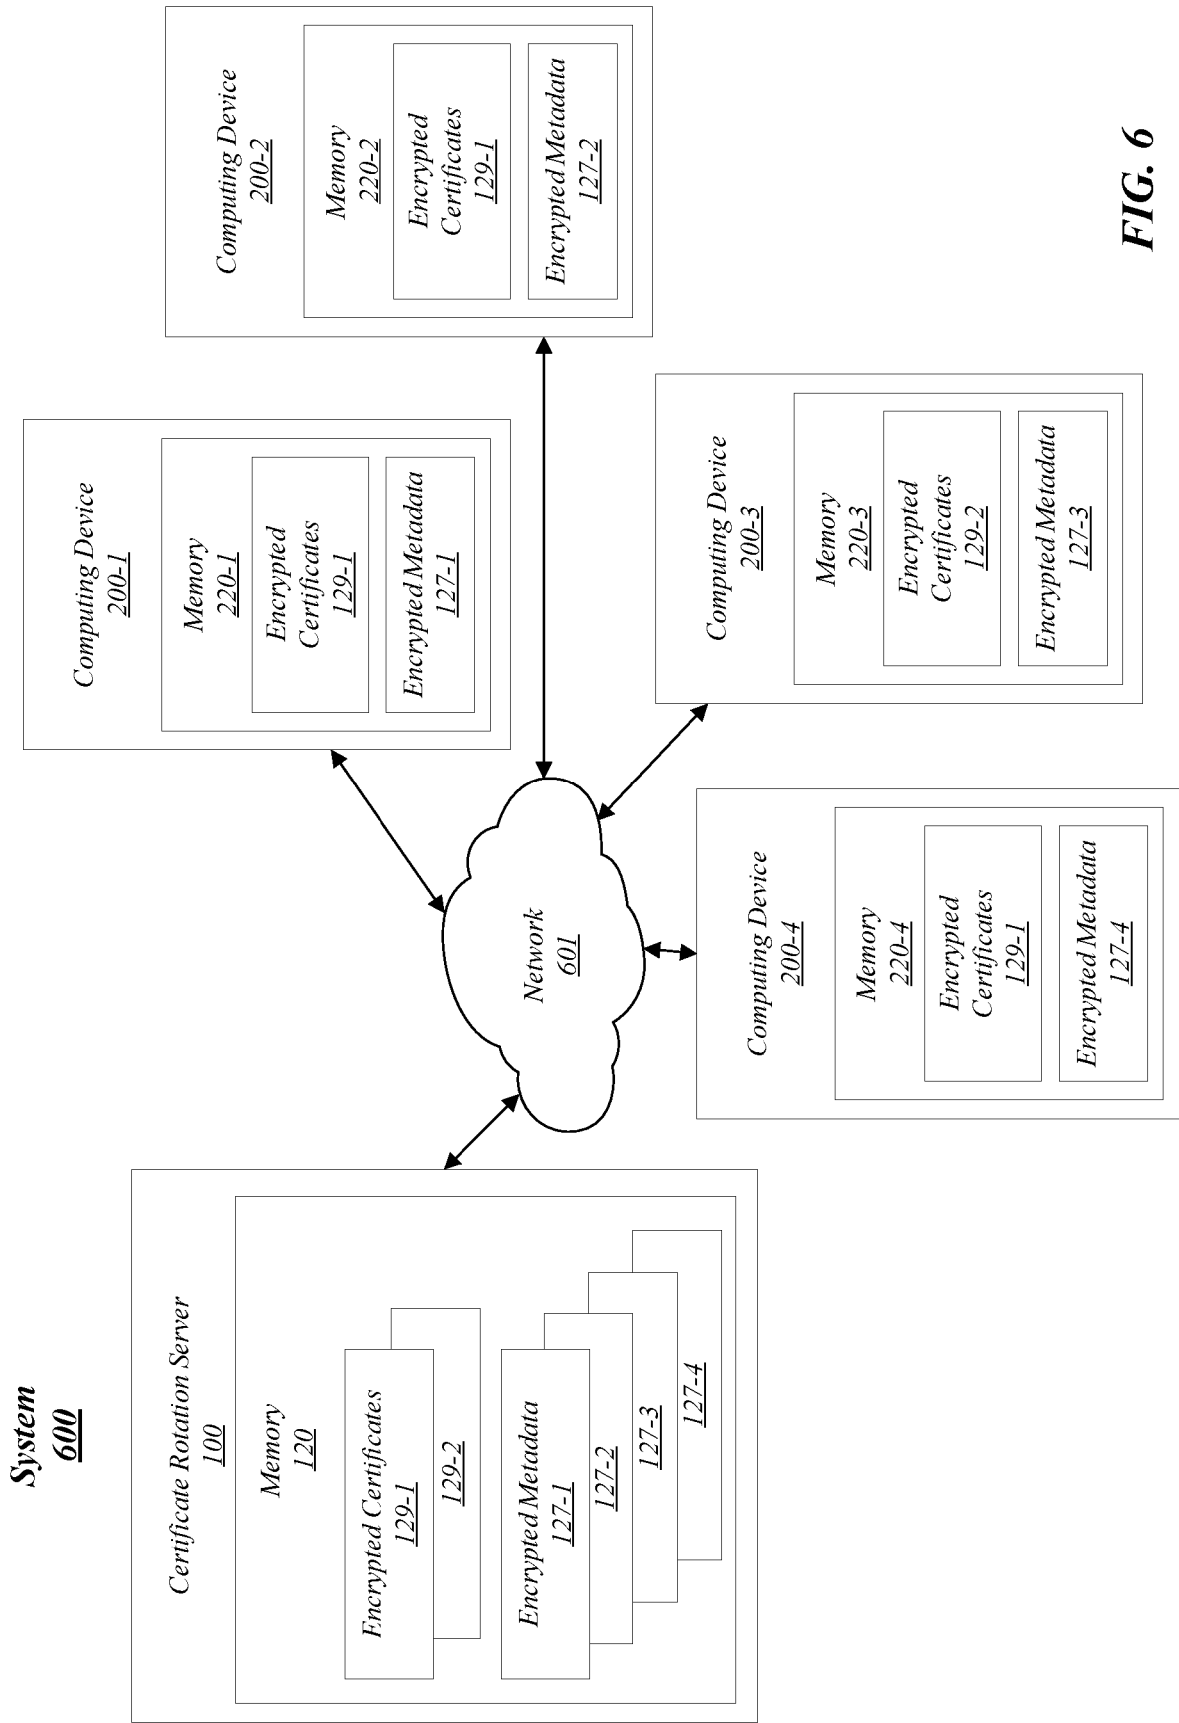 System
600
Certificate Rotation Server
100
Memory
120
Encrypted Certificates
129-1
129-2
Encrypted Metadata
127-1
127-2
127-3
127-4
Network
601
Computing Device
200-1
Memory
220-1
Encrypted
Certificates
129-1
Encrypted Metadata
127-1
Computing Device
200-2
Memory
220-2
Encrypted
Certificates
129-1
Encrypted Metadata
127-2
Computing Device
200-3
Memory
220-3
Encrypted
Certificates
129-2
Encrypted Metadata
127-3
Computing Device
200-4
Memory
220-4
Encrypted
Certificates
129-1
Encrypted Metadata
127-4
FIG. 6